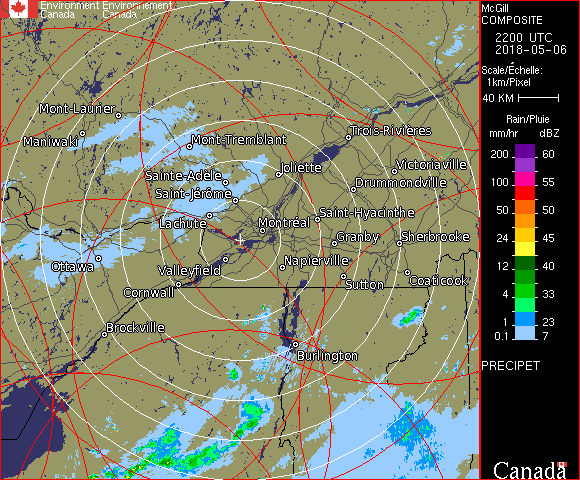 Environment Environnement
Canada Canada
McGill
COMPOSITE
2200 UTC
2018-05-06
Scale/Échelle:
1km/Pixel
40 KM
Rain/Pluie
mm/hr dBZ
200 60
100 55
50 50
24 45
12 40
4 33
1 23
0.1 7
PRECIPET
Canada
Mont-Laurier
Maniwaki
Mont-Tremblant
Trois-Rivières
Sainte-Adèle
Joliette
Victoriaville
Saint-Jérôme
Drummondville
Lachute
Montréal
Saint-Hyacinthe
Granby
Sherbrooke
Ottawa
Valleyfield
Napierville
Cornwall
Sutton
Coaticook
Brockville
Burlington